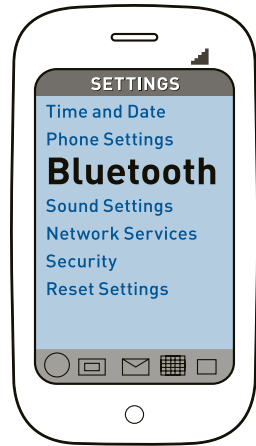 SETTINGS
Time and Date
Phone Settings
Bluetooth
Sound Settings
Network Services
Security
Reset Settings